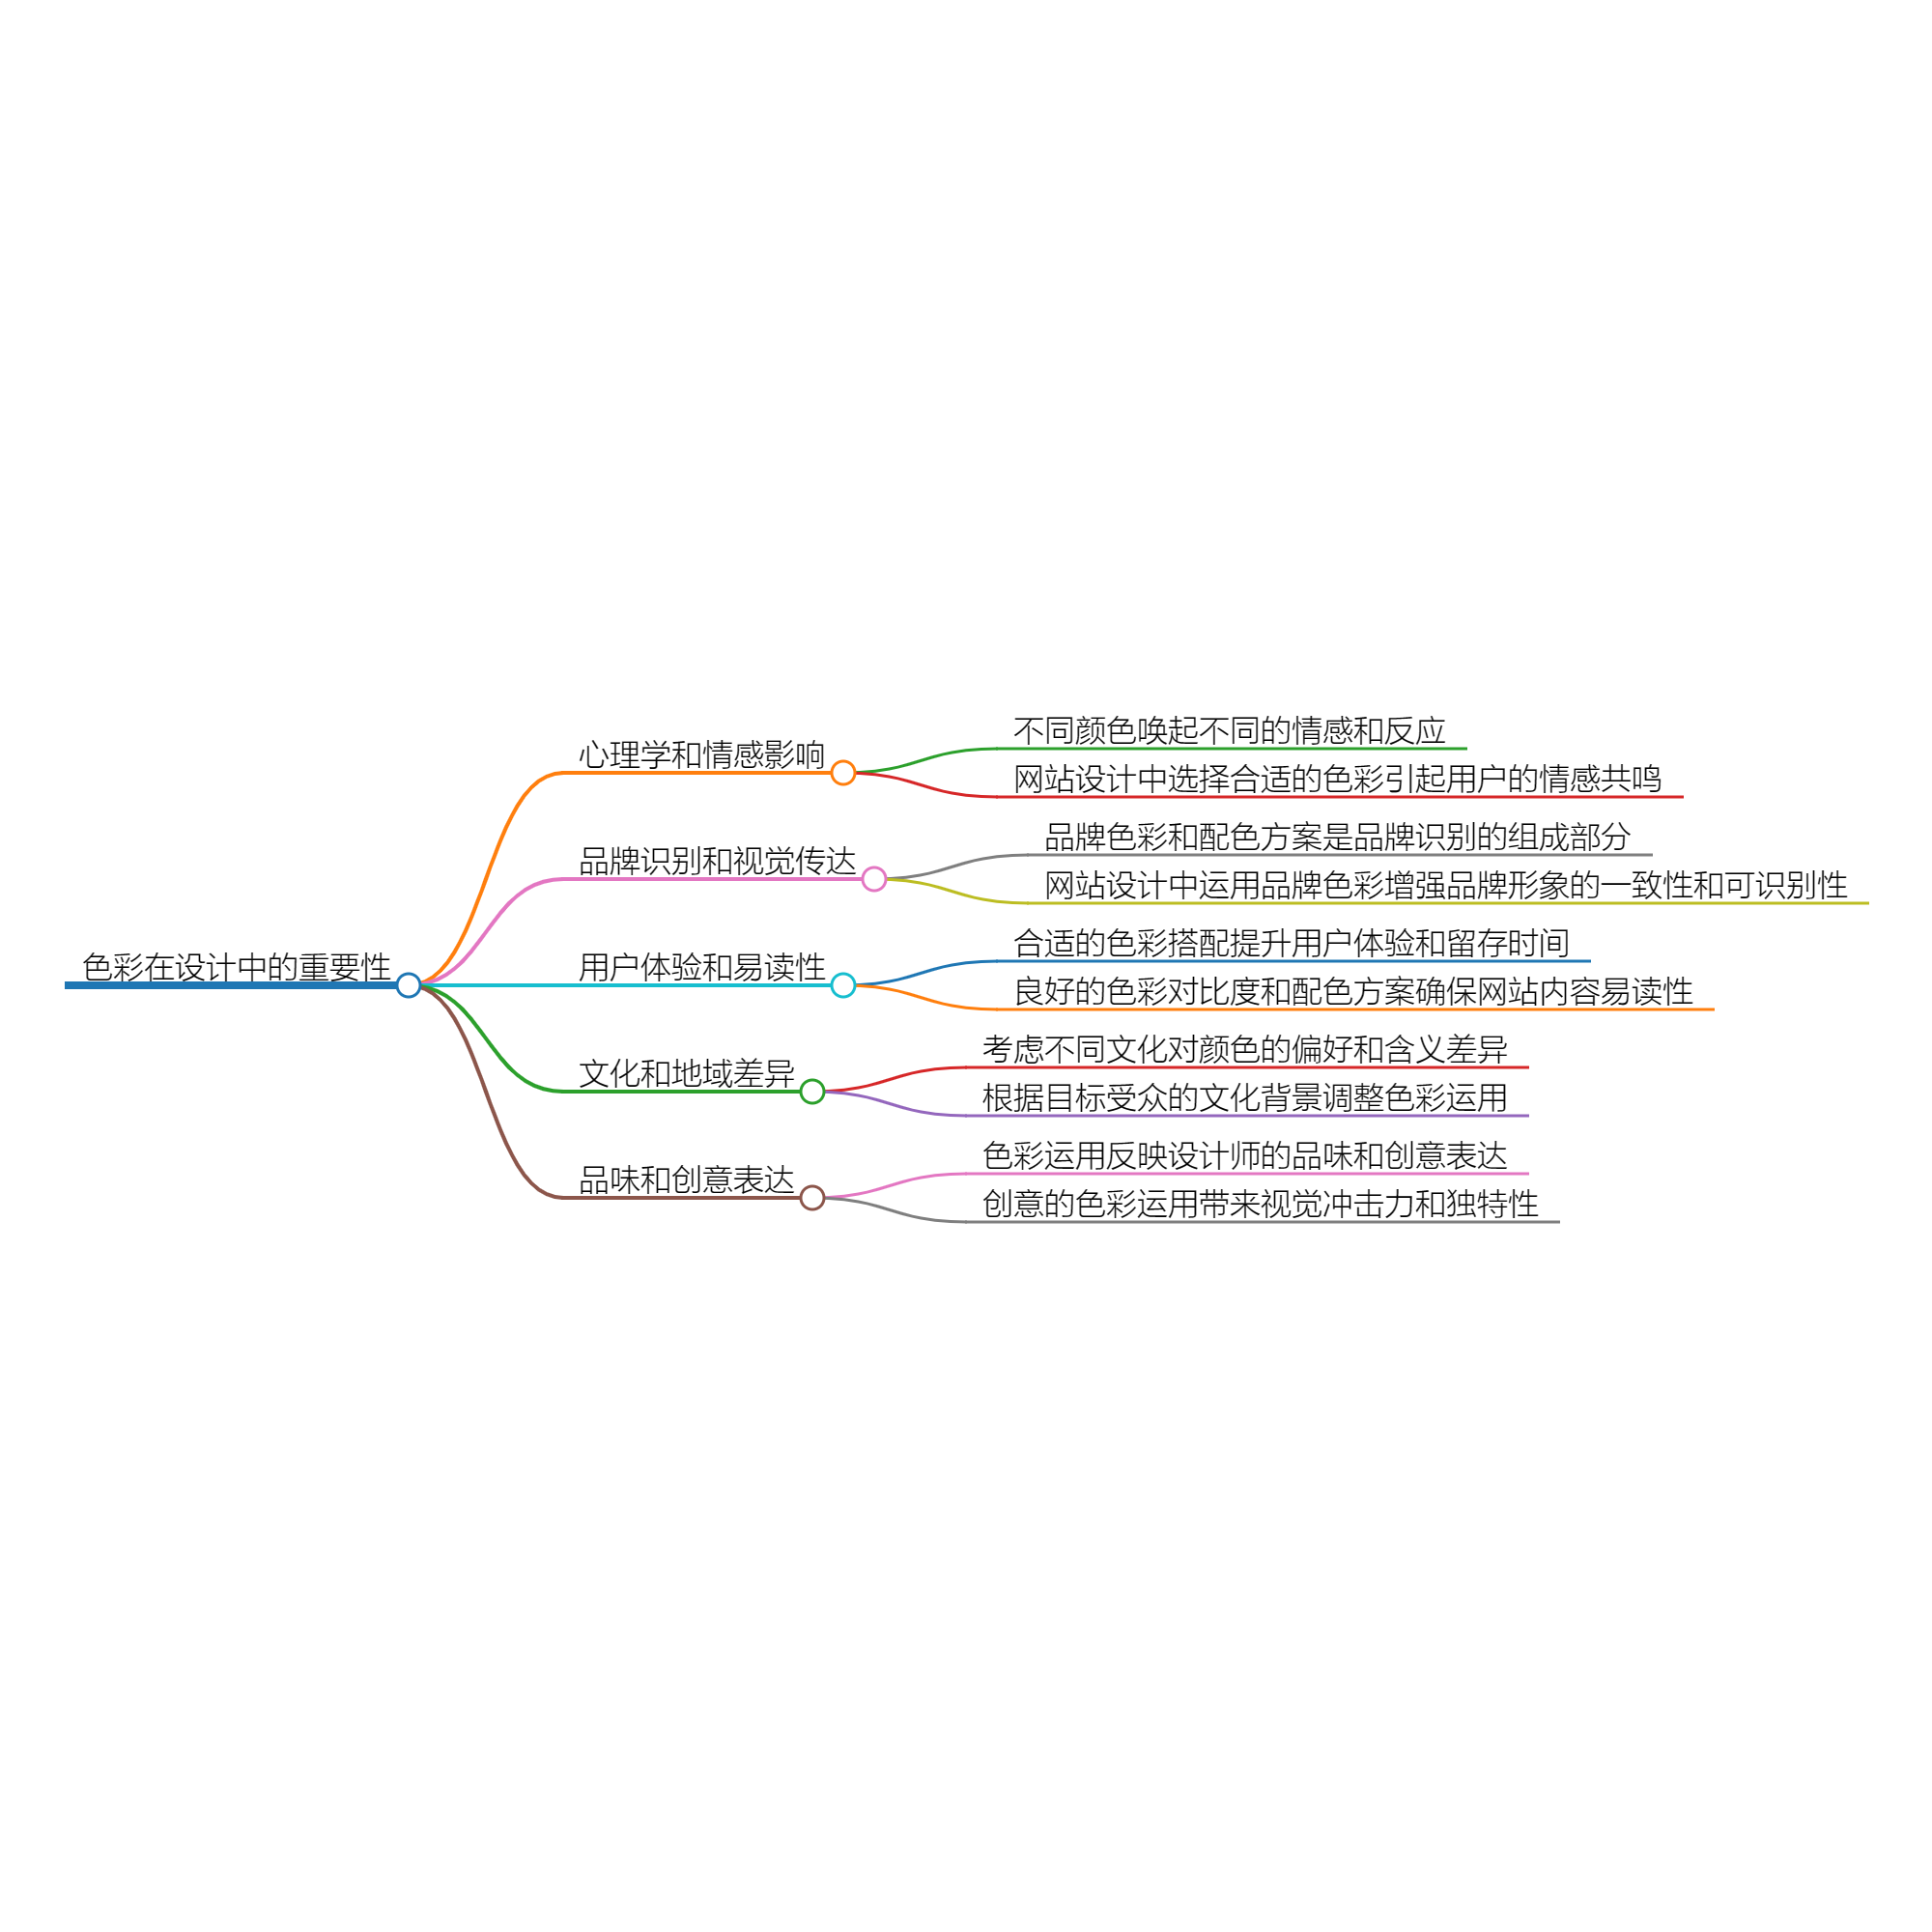 色彩在设计中的重要性
心理学和情感影响
不同颜色唤起不同的情感和反应
网站设计中选择合适的色彩引起用户的情感共鸣
品牌识别和视觉传达
品牌色彩和配色方案是品牌识别的组成部分
网站设计中运用品牌色彩增强品牌形象的一致性和可识别性
用户体验和易读性
合适的色彩搭配提升用户体验和留存时间
良好的色彩对比度和配色方案确保网站内容易读性
文化和地域差异
考虑不同文化对颜色的偏好和含义差异
根据目标受众的文化背景调整色彩运用
品味和创意表达
色彩运用反映设计师的品味和创意表达
创意的色彩运用带来视觉冲击力和独特性